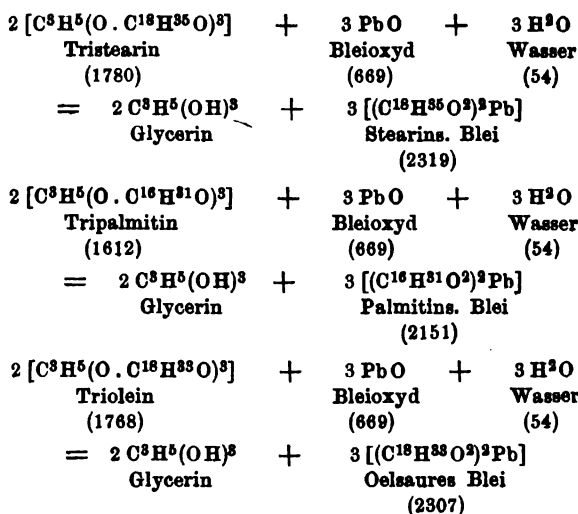 2 [C³H⁵(O . C¹⁸H³⁵O)³] + 3 PbO + 3 H²O
Tristearin Bleioxyd Wasser
(1780) (669) (54)
= 2 C³H⁵(OH)³ + 3 [(C¹⁸H³⁵O²)²Pb]
Glycerin Stearins. Blei
(2319)
2 [C³H⁵(O . C¹⁶H³¹O)³] + 3 PbO + 3 H²O
Tripalmitin Bleioxyd Wasser
(1612) (669) (54)
= 2 C³H⁵(OH)³ + 3 [(C¹⁶H³¹O²)²Pb]
Glycerin Palmitins. Blei
(2151)
2 [C³H⁵(O . C¹⁸H³³O)³] + 3 PbO + 3 H²O
Triolein Bleioxyd Wasser
(1768) (669) (54)
= 2 C³H⁵(OH)³ + 3 [(C¹⁸H³³O²)²Pb]
Glycerin Oelsaures Blei
(2307)